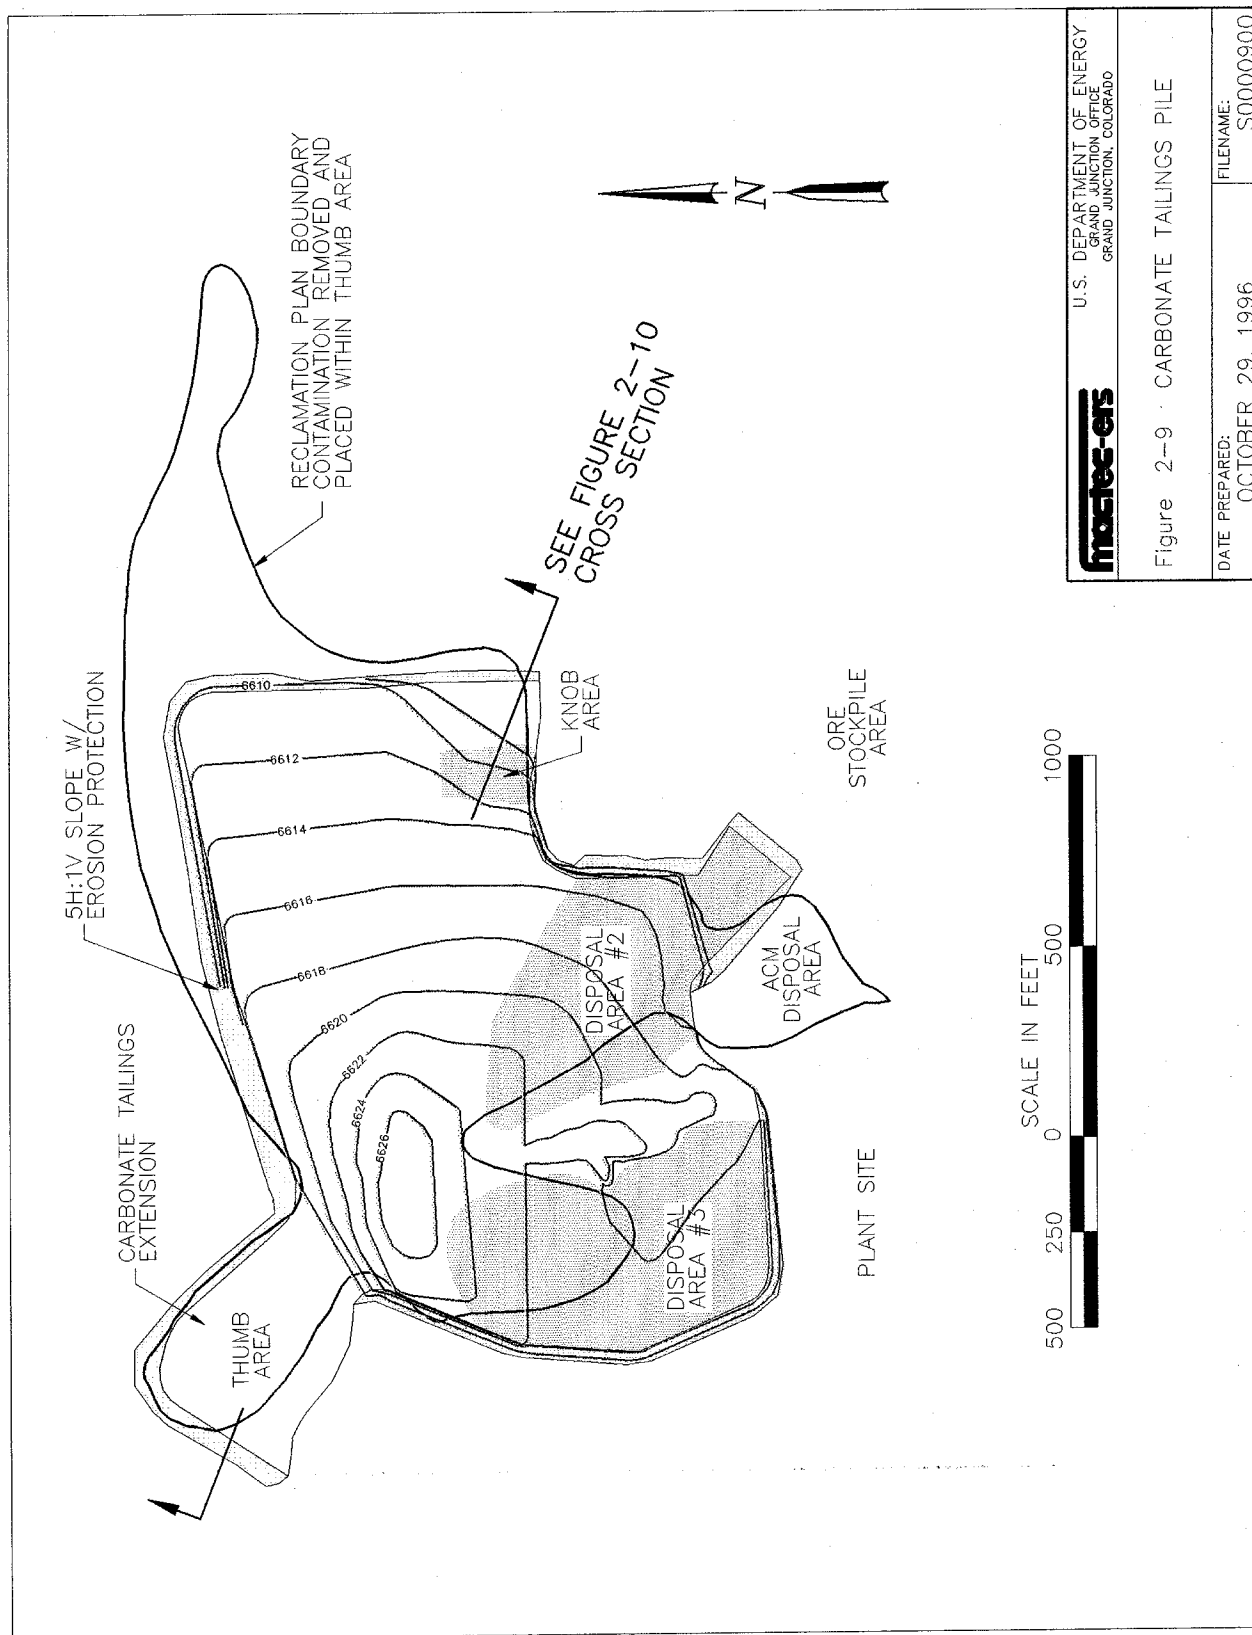 CARBONATE TAILINGS
EXTENSION
5H:1V SLOPE W/
EROSION PROTECTION
RECLAMATION PLAN BOUNDARY
CONTAMINATION REMOVED AND
PLACED WITHIN THUMB AREA
THUMB
AREA
6610
6612
6614
6616
6618
6620
6622
6624
6626
SEE FIGURE 2-10
CROSS SECTION
KNOB
AREA
DISPOSAL
AREA #2
DISPOSAL
AREA #3
ACM
DISPOSAL
AREA
ORE
STOCKPILE
AREA
PLANT SITE
N
SCALE IN FEET
500 250 0 500 1000
mactec-ers
U.S. DEPARTMENT OF ENERGY
GRAND JUNCTION OFFICE
GRAND JUNCTION, COLORADO
Figure 2-9 CARBONATE TAILINGS PILE
DATE PREPARED:
OCTOBER 29, 1996
FILENAME:
S0000900